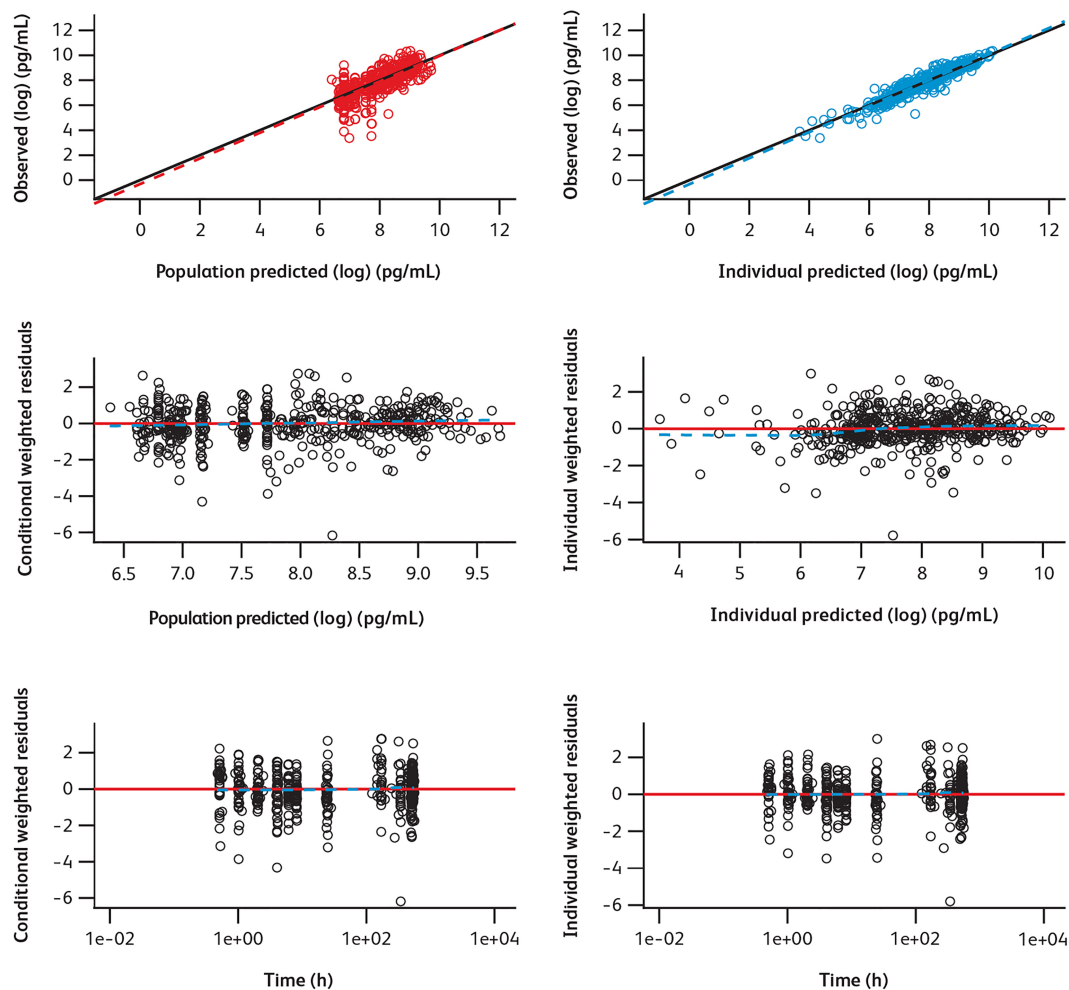 Observed (log) (pg/mL)
12
10
8
6
4
2
0
0 2 4 6 8 10 12
Population predicted (log) (pg/mL)
Observed (log) (pg/mL)
12
10
8
6
4
2
0
0 2 4 6 8 10 12
Individual predicted (log) (pg/mL)
Conditional weighted residuals
2
0
-2
-4
-6
6.5 7.0 7.5 8.0 8.5 9.0 9.5
Population predicted (log) (pg/mL)
Individual weighted residuals
2
0
-2
-4
-6
4 5 6 7 8 9 10
Individual predicted (log) (pg/mL)
Conditional weighted residuals
2
0
-2
-4
-6
1e-02 1e+00 1e+02 1e+04
Time (h)
Individual weighted residuals
2
0
-2
-4
-6
1e-02 1e+00 1e+02 1e+04
Time (h)